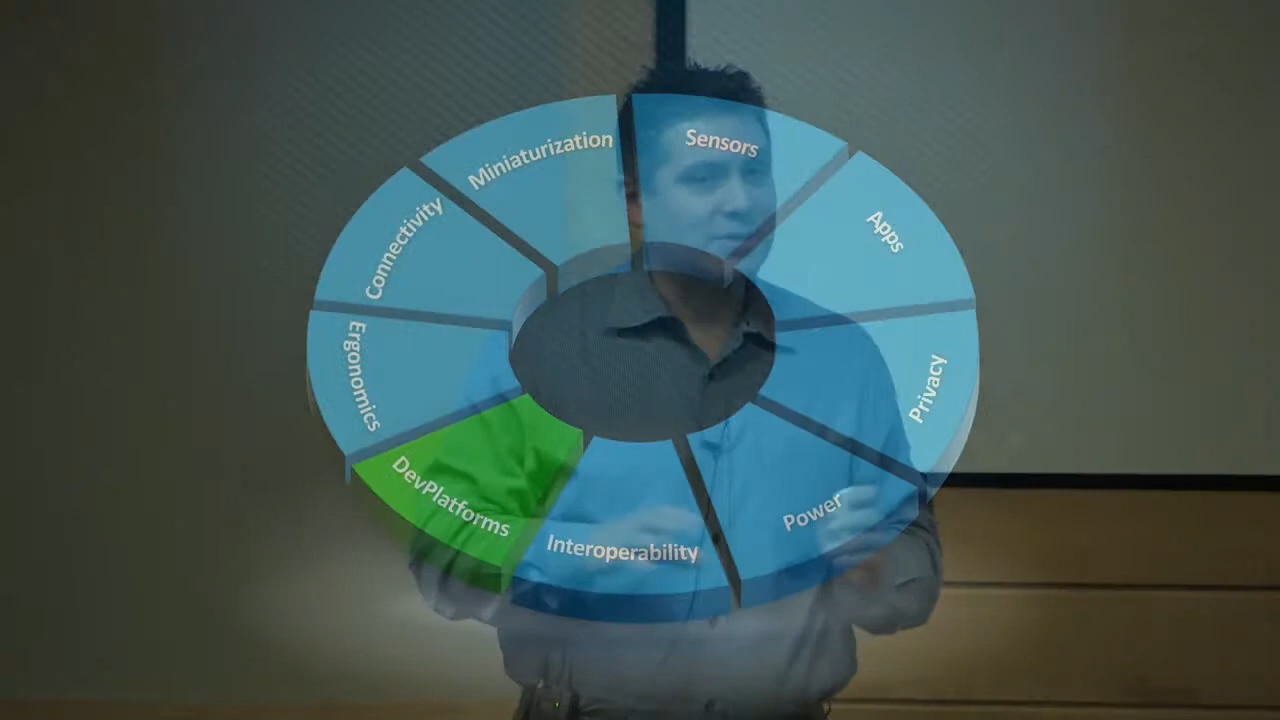 Sensors
Apps
Privacy
Power
Interoperability
DevPlatforms
Ergonomics
Connectivity
Miniaturization